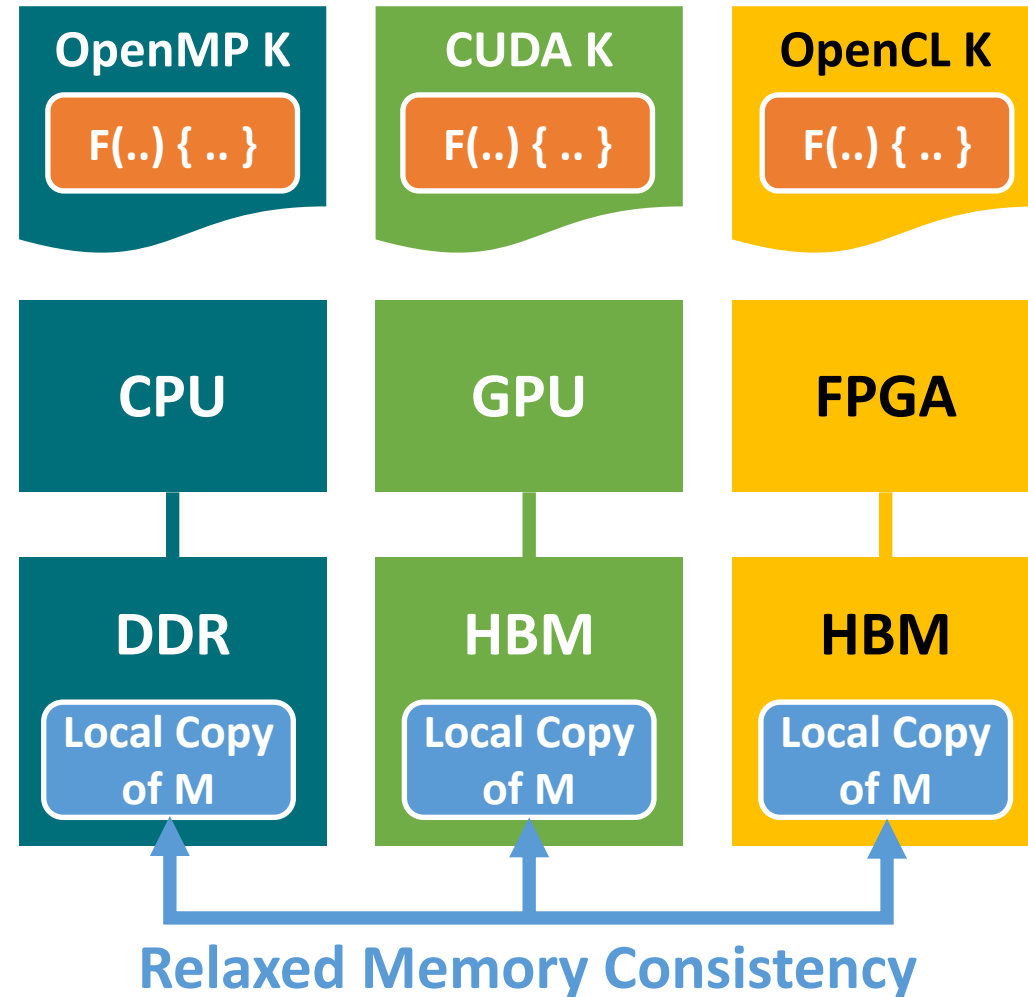 OpenMP K
CUDA K
OpenCL K
F(..) { .. }
F(..) { .. }
F(..) { .. }
CPU
GPU
FPGA
DDR
HBM
HBM
Local Copy
of M
Local Copy
of M
Local Copy
of M
Relaxed Memory Consistency